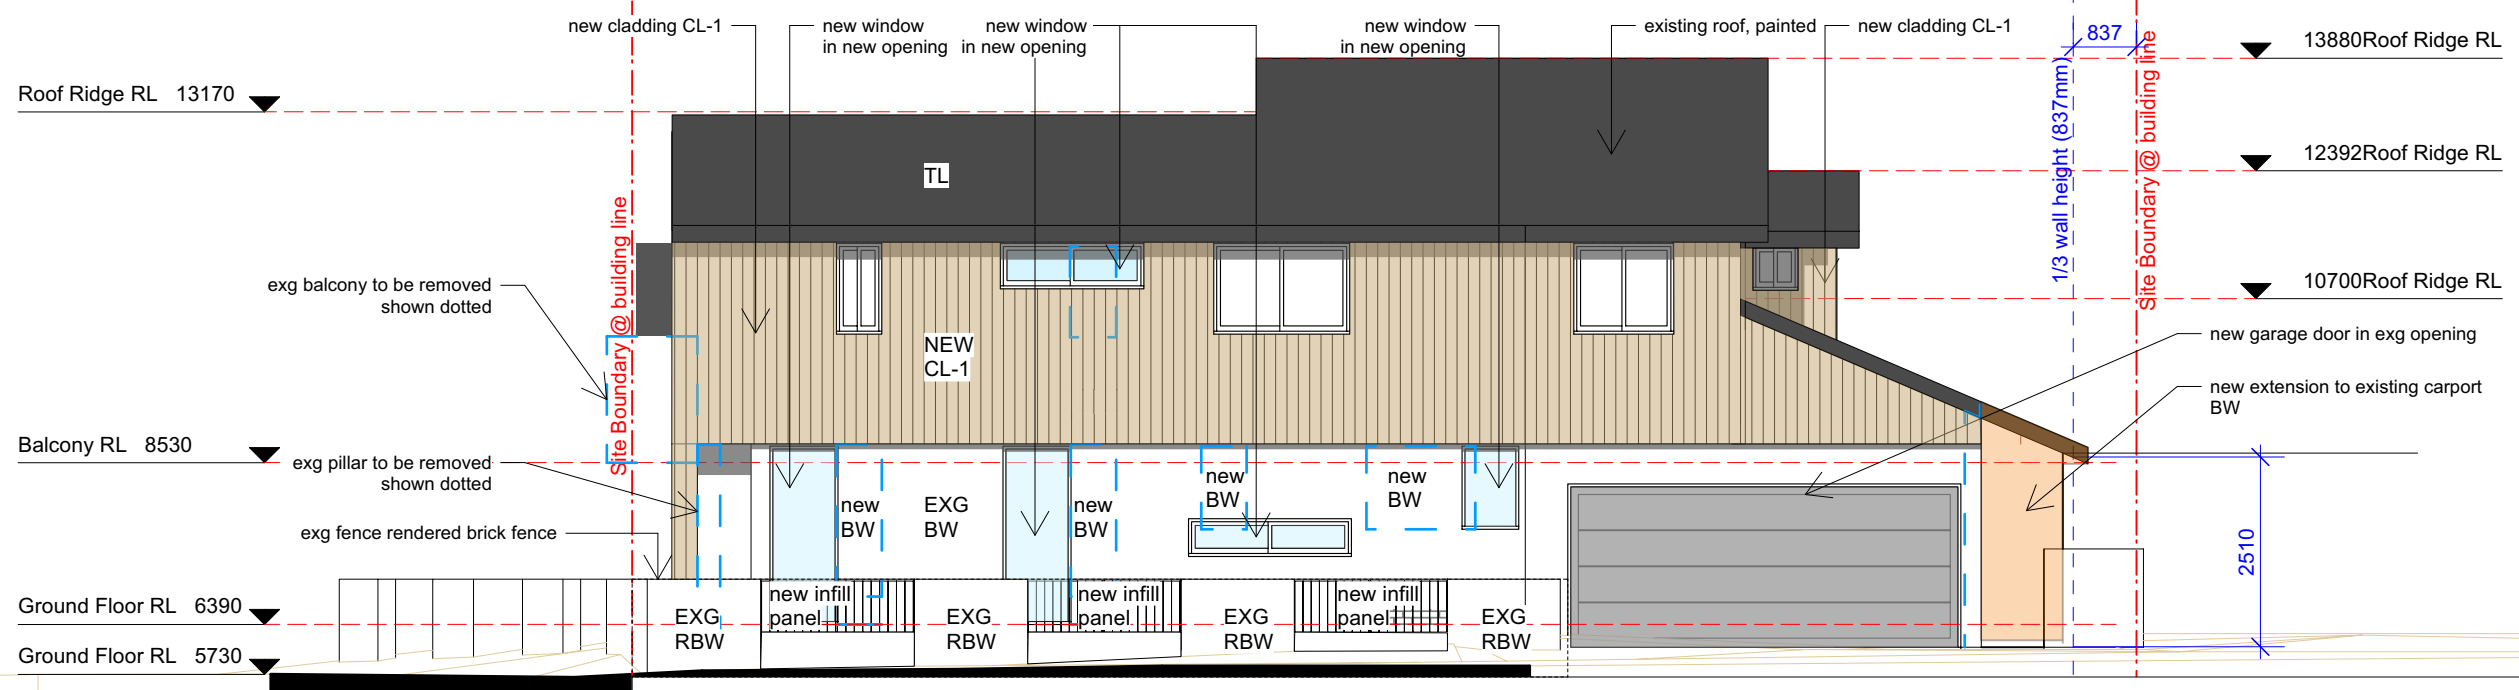 new cladding CL-1
new window
in new opening
new window
in new opening
new window
in new opening
existing roof, painted
new cladding CL-1
837
13880Roof Ridge RL
Roof Ridge RL 13170
12392Roof Ridge RL
1/3 wall height (837mm)
Site Boundary @ building line
TL
Site Boundary @ building line
10700Roof Ridge RL
exg balcony to be removed
shown dotted
new garage door in exg opening
NEW
CL-1
new extension to existing carport
BW
Balcony RL 8530
exg pillar to be removed
shown dotted
new
BW
EXG
BW
new
BW
new
BW
new
BW
exg fence rendered brick fence
2510
Ground Floor RL 6390
EXG
RBW
new infill
panel
EXG
RBW
new infill
panel
EXG
RBW
new infill
panel
EXG
RBW
Ground Floor RL 5730